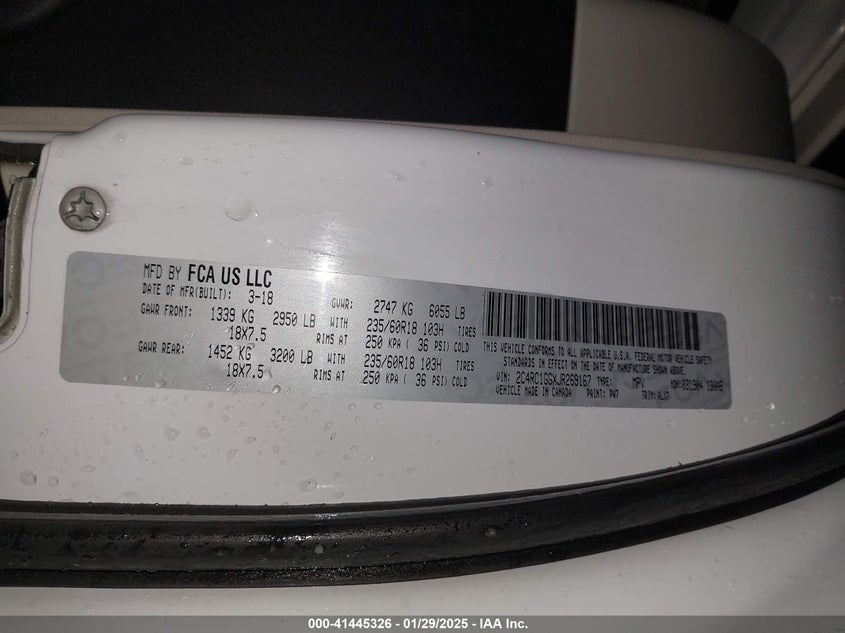 MFD BY FCA US LLC
DATE OF MFR(BUILT): 3-18 GVWR: 2747 KG 6055 LB
GAWR FRONT: 1339 KG 2950 LB WITH 235/60R18 103H TIRES
18X7.5 RIMS AT 250 KPA ( 36 PSI) COLD
GAWR REAR: 1452 KG 3200 LB WITH 235/60R18 103H TIRES
18X7.5 RIMS AT 250 KPA ( 36 PSI) COLD
THIS VEHICLE CONFORMS TO ALL APPLICABLE U.S.A. FEDERAL MOTOR VEHICLE SAFETY
STANDARDS IN EFFECT ON THE DATE OF MANUFACTURE SHOWN ABOVE.
VIN: 2C4RC1GGXJR269167 TYPE: MPV MDH: 031304
VEHICLE MADE IN CANADA PAINT: PW7 TRIM: ALX7
000-41445326 - 01/29/2025 - IAA Inc.